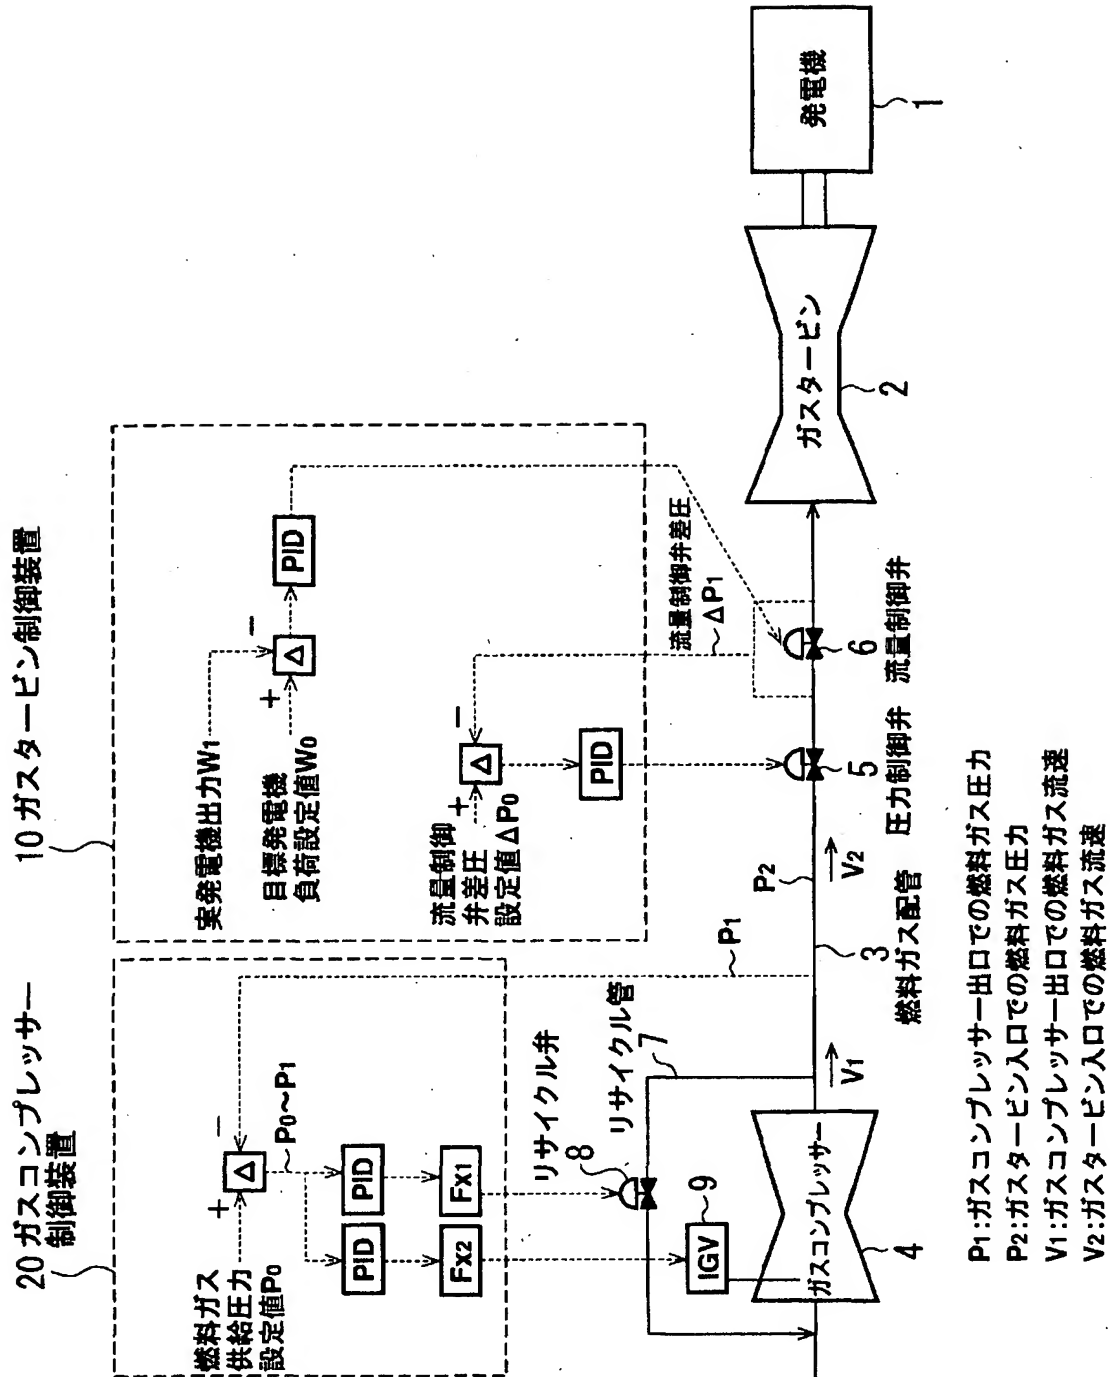 20 ガスコンプレッサー
制御装置
燃料ガス
供給圧力
設定値P0
+
−
Δ
P0~P1
PID
PID
FX2
FX1
リサイクル弁
8
リサイクル管
7
IGV
9
ガスコンプレッサー
4
V1
P1
燃料ガス配管
3
P2
V2
10 ガスタービン制御装置
実発電機出力W1
目標発電機
負荷設定値W0
+
−
Δ
PID
流量制御
弁差圧
設定値ΔP0
+
−
Δ
PID
流量制御弁差圧
ΔP1
圧力制御弁
5
流量制御弁
6
ガスタービン
2
発電機
1
P1:ガスコンプレッサー出口での燃料ガス圧力
P2:ガスタービン入口での燃料ガス圧力
V1:ガスコンプレッサー出口での燃料ガス流速
V2:ガスタービン入口での燃料ガス流速